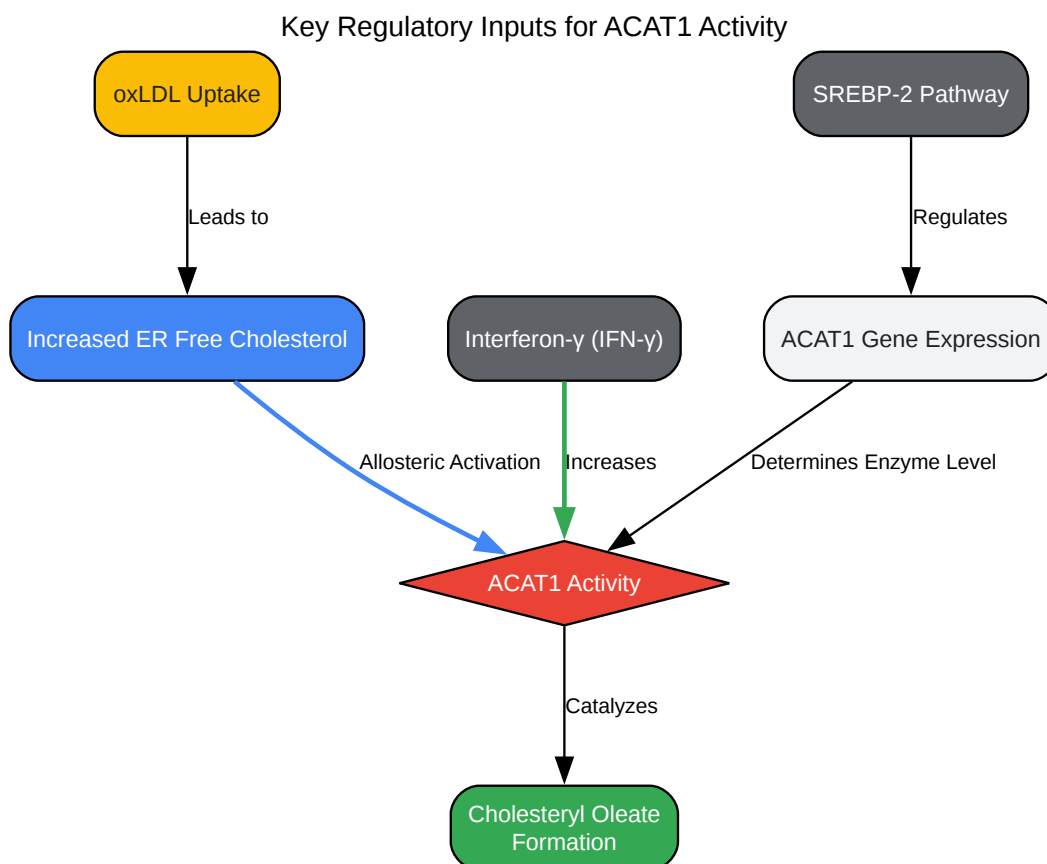 Key Regulatory Inputs for ACAT1 Activity
oxLDL Uptake
SREBP-2 Pathway
Leads to
Regulates
Increased ER Free Cholesterol
Interferon-γ (IFN-γ)
ACAT1 Gene Expression
Allosteric Activation
Increases
Determines Enzyme Level
ACAT1 Activity
Catalyzes
Cholesteryl Oleate
Formation